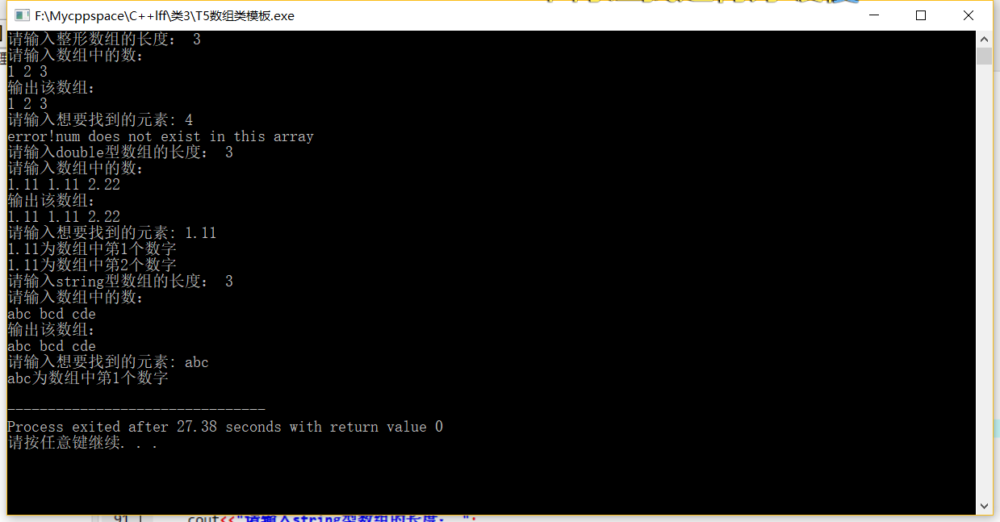 F:\Mycppspace\C++lff\类3\T5数组类模板.exe
请输入整形数组的长度： 3
请输入数组中的数：
1 2 3
输出该数组：
1 2 3
请输入想要找到的元素: 4
error!num does not exist in this array
请输入double型数组的长度： 3
请输入数组中的数：
1.11 1.11 2.22
输出该数组：
1.11 1.11 2.22
请输入想要找到的元素: 1.11
1.11为数组中第1个数字
1.11为数组中第2个数字
请输入string型数组的长度： 3
请输入数组中的数：
abc bcd cde
输出该数组：
abc bcd cde
请输入想要找到的元素: abc
abc为数组中第1个数字
--------------------------------
Process exited after 27.38 seconds with return value 0
请按任意键继续. . .
91 cout<<"请输入string型数组的长度： ";